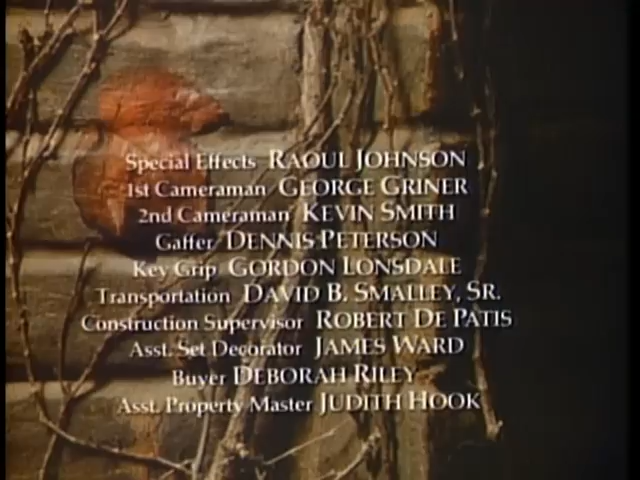 Special Effects RAOUL JOHNSON
1st Cameraman GEORGE GRINER
2nd Cameraman KEVIN SMITH
Gaffer DENNIS PETERSON
Key Grip GORDON LONSDALE
Transportation DAVID B. SMALLEY, SR.
Construction Supervisor ROBERT DE PATIS
Asst. Set Decorator JAMES WARD
Buyer DEBORAH RILEY
Asst. Property Master JUDITH HOOK